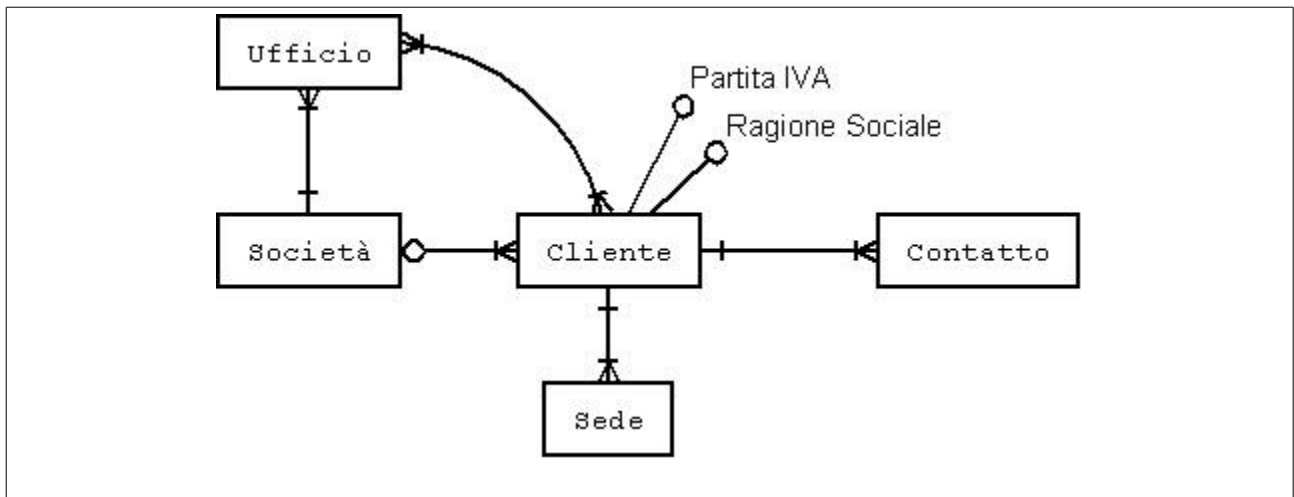 Ufficio
Partita IVA
Ragione Sociale
Società
Cliente
Contatto
Sede